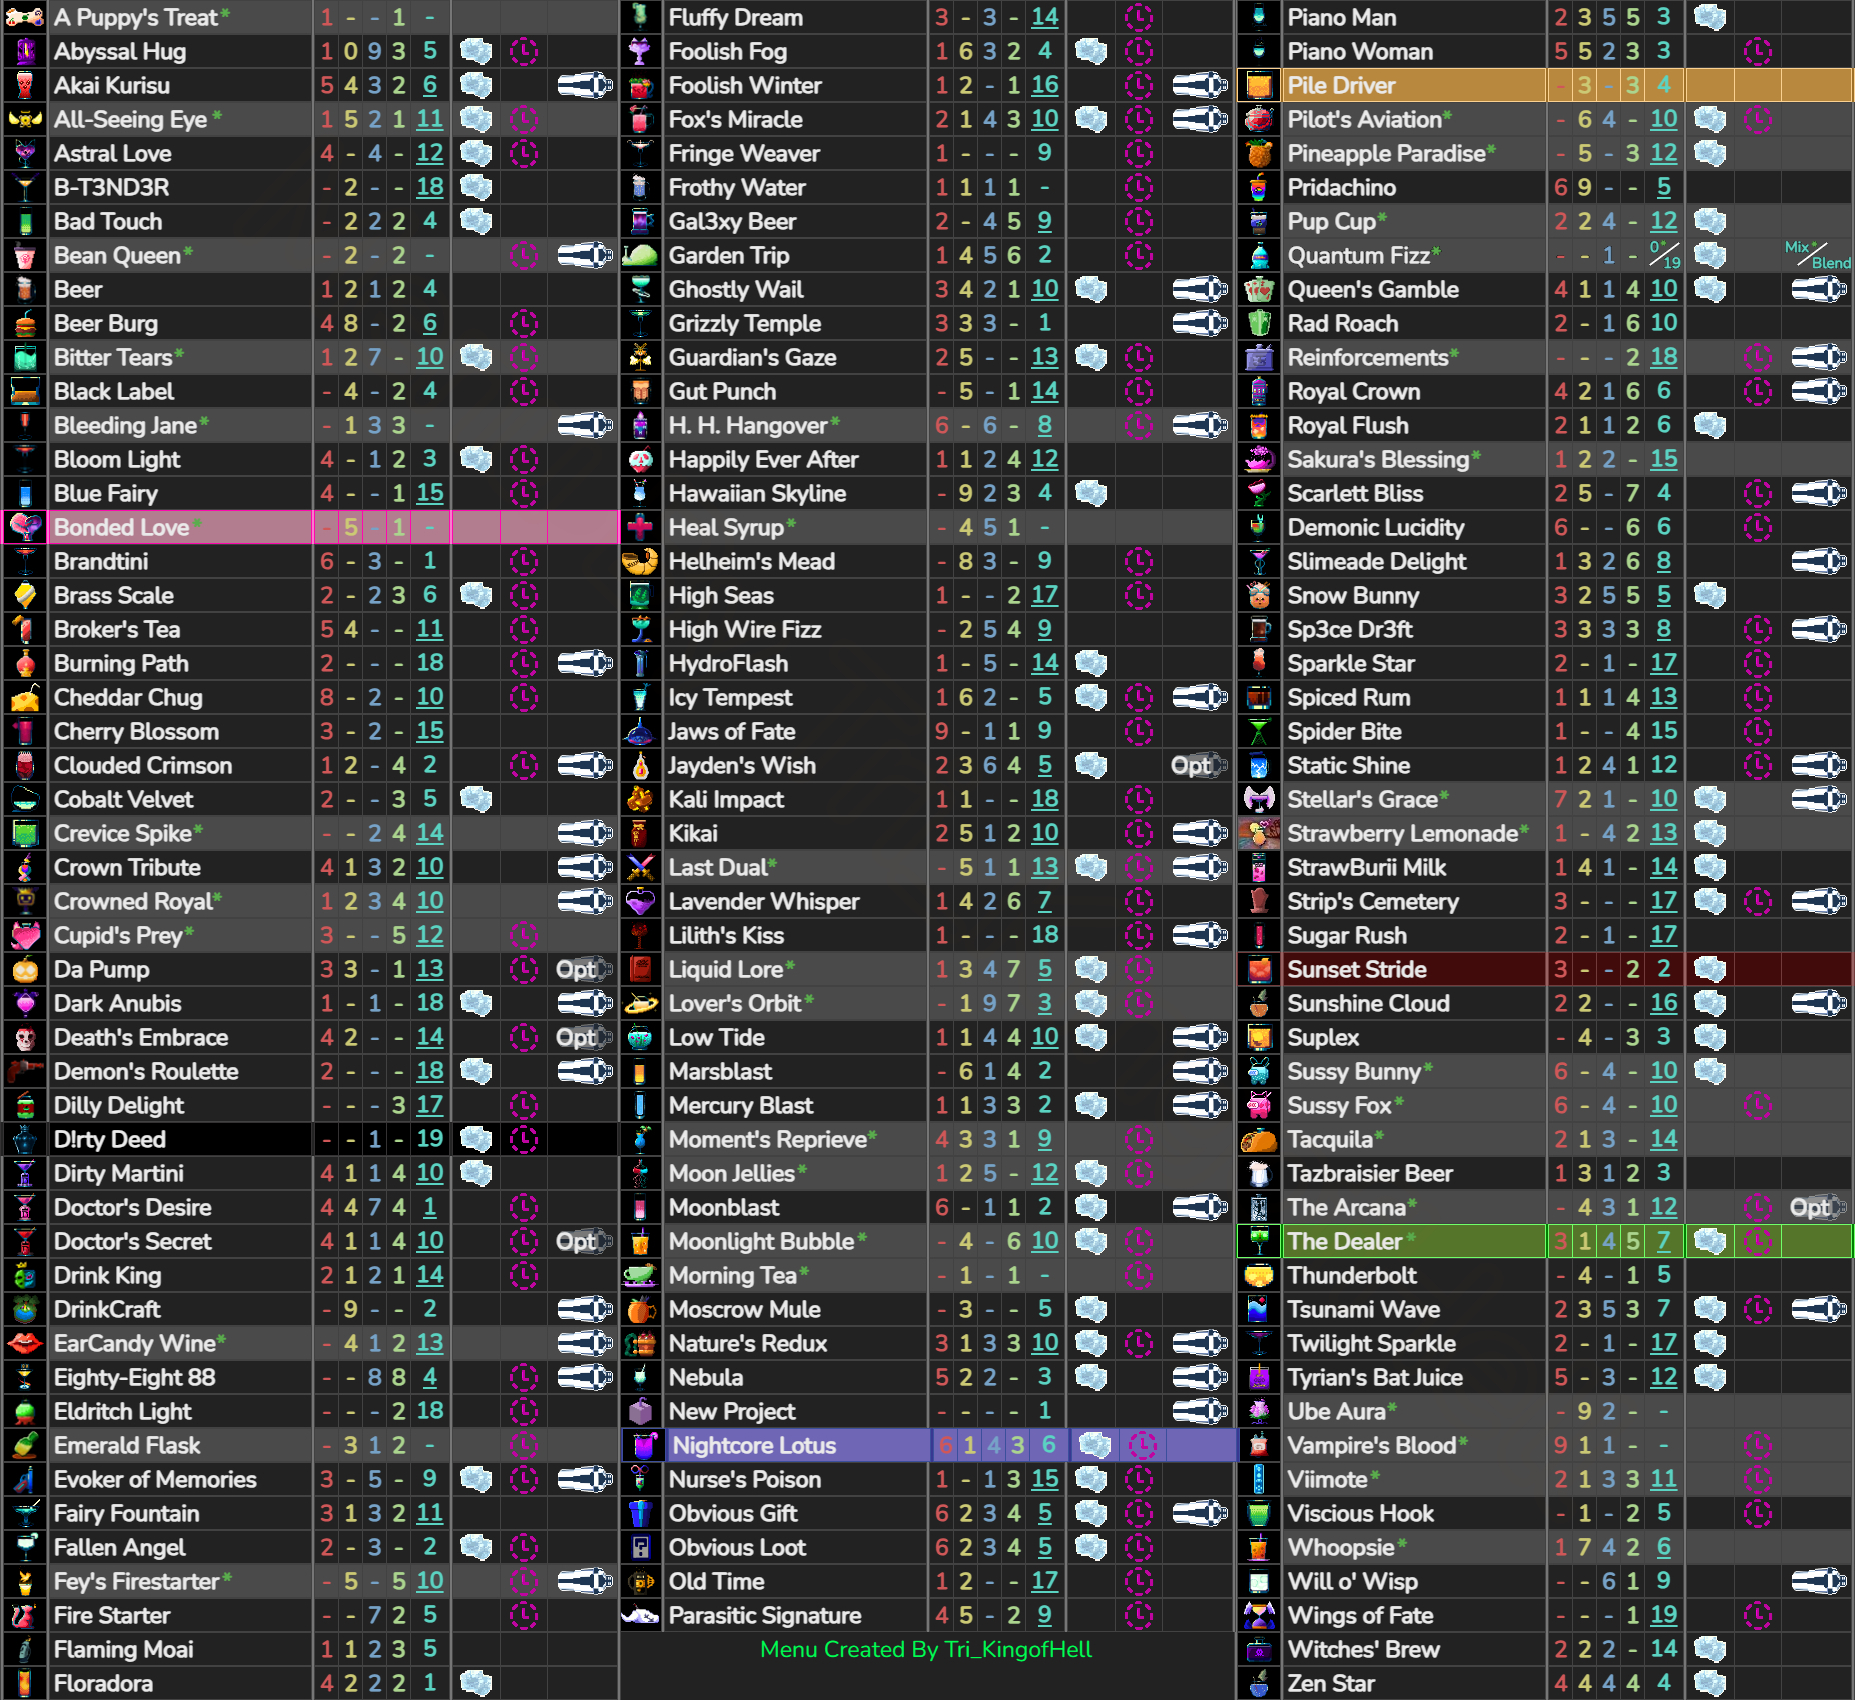 A Puppy's Treat* 1 - - 1 -
Abyssal Hug 1 0 9 3 5
Akai Kurisu 5 4 3 2 6
All-Seeing Eye* 1 5 2 1 11
Astral Love 4 - 4 - 12
B-T3ND3R - 2 - - 18
Bad Touch - 2 2 2 4
Bean Queen* - 2 - 2 -
Beer 1 2 1 2 4
Beer Burg 4 8 - 2 6
Bitter Tears* 1 2 7 - 10
Black Label - 4 - 2 4
Bleeding Jane* - 1 3 3 -
Bloom Light 4 - 1 2 3
Blue Fairy 4 - - 1 15
Bonded Love* - 5 - 1 -
Brandtini 6 - 3 - 1
Brass Scale 2 - 2 3 6
Broker's Tea 5 4 - - 11
Burning Path 2 - - - 18
Cheddar Chug 8 - 2 - 10
Cherry Blossom 3 - 2 - 15
Clouded Crimson 1 2 - 4 2
Cobalt Velvet 2 - - 3 5
Crevice Spike* - - 2 4 14
Crown Tribute 4 1 3 2 10
Crowned Royal* 1 2 3 4 10
Cupid's Prey* 3 - - 5 12
Da Pump 3 3 - 1 13 Opt
Dark Anubis 1 - 1 - 18
Death's Embrace 4 2 - - 14 Opt
Demon's Roulette 2 - - - 18
Dilly Delight - - - 3 17
D!rty Deed - - 1 - 19
Dirty Martini 4 1 1 4 10
Doctor's Desire 4 4 7 4 1
Doctor's Secret 4 1 1 4 10 Opt
Drink King 2 1 2 1 14
DrinkCraft - 9 - - 2
EarCandy Wine* - 4 1 2 13
Eighty-Eight 88 - - 8 8 4
Eldritch Light - - - 2 18
Emerald Flask - 3 1 2 -
Evoker of Memories 3 - 5 - 9
Fairy Fountain 3 1 3 2 11
Fallen Angel 2 - 3 - 2
Fey's Firestarter* - 5 - 5 10
Fire Starter - - 7 2 5
Flaming Moai 1 1 2 3 5
Floradora 4 2 2 2 1
Fluffy Dream 3 - 3 - 14
Foolish Fog 1 6 3 2 4
Foolish Winter 1 2 - 1 16
Fox's Miracle 2 1 4 3 10
Fringe Weaver 1 - - - 9
Frothy Water 1 1 1 1 -
Gal3xy Beer 2 - 4 5 9
Garden Trip 1 4 5 6 2
Ghostly Wail 3 4 2 1 10
Grizzly Temple 3 3 3 - 1
Guardian's Gaze 2 5 - - 13
Gut Punch - 5 - 1 14
H. H. Hangover* 6 - 6 - 8
Happily Ever After 1 1 2 4 12
Hawaiian Skyline - 9 2 3 4
Heal Syrup* - 4 5 1 -
Helheim's Mead - 8 3 - 9
High Seas 1 - - 2 17
High Wire Fizz - 2 5 4 9
HydroFlash 1 - 5 - 14
Icy Tempest 1 6 2 - 5
Jaws of Fate 9 - 1 1 9
Jayden's Wish 2 3 6 4 5 Opt
Kali Impact 1 1 - - 18
Kikai 2 5 1 2 10
Last Dual* - 5 1 1 13
Lavender Whisper 1 4 2 6 7
Lilith's Kiss 1 - - - 18
Liquid Lore* 1 3 4 7 5
Lover's Orbit* - 1 9 7 3
Low Tide 1 1 4 4 10
Marsblast - 6 1 4 2
Mercury Blast 1 1 3 3 2
Moment's Reprieve* 4 3 3 1 9
Moon Jellies* 1 2 5 - 12
Moonblast 6 - 1 1 2
Moonlight Bubble* - 4 - 6 10
Morning Tea* - 1 - 1 -
Moscrow Mule - 3 - - 5
Nature's Redux 3 1 3 3 10
Nebula 5 2 2 - 3
New Project - - - - 1
Nightcore Lotus 6 1 4 3 6
Nurse's Poison 1 - 1 3 15
Obvious Gift 6 2 3 4 5
Obvious Loot 6 2 3 4 5
Old Time 1 2 - - 17
Parasitic Signature 4 5 - 2 9
Menu Created By Tri_KingofHell
Piano Man 2 3 5 5 3
Piano Woman 5 5 2 3 3
Pile Driver - 3 - 3 4
Pilot's Aviation* - 6 4 - 10
Pineapple Paradise* - 5 - 3 12
Pridachino 6 9 - - 5
Pup Cup* 2 2 4 - 12
Quantum Fizz* - - 1 - 0*/19 Mix*/Blend
Queen's Gamble 4 1 1 4 10
Rad Roach 2 - 1 6 10
Reinforcements* - - - 2 18
Royal Crown 4 2 1 6 6
Royal Flush 2 1 1 2 6
Sakura's Blessing* 1 2 2 - 15
Scarlett Bliss 2 5 - 7 4
Demonic Lucidity 6 - - 6 6
Slimeade Delight 1 3 2 6 8
Snow Bunny 3 2 5 5 5
Sp3ce Dr3ft 3 3 3 3 8
Sparkle Star 2 - 1 - 17
Spiced Rum 1 1 1 4 13
Spider Bite 1 - - 4 15
Static Shine 1 2 4 1 12
Stellar's Grace* 7 2 1 - 10
Strawberry Lemonade* 1 - 4 2 13
StrawBurii Milk 1 4 1 - 14
Strip's Cemetery 3 - - - 17
Sugar Rush 2 - 1 - 17
Sunset Stride 3 - - 2 2
Sunshine Cloud 2 2 - - 16
Suplex - 4 - 3 3
Sussy Bunny* 6 - 4 - 10
Sussy Fox* 6 - 4 - 10
Tacquila* 2 1 3 - 14
Tazbraisier Beer 1 3 1 2 3
The Arcana* - 4 3 1 12 Opt
The Dealer* 3 1 4 5 7
Thunderbolt - 4 - 1 5
Tsunami Wave 2 3 5 3 7
Twilight Sparkle 2 - 1 - 17
Tyrian's Bat Juice 5 - 3 - 12
Ube Aura* - 9 2 - -
Vampire's Blood* 9 1 1 - -
Viimote* 2 1 3 3 11
Viscious Hook - 1 - 2 5
Whoopsie* 1 7 4 2 6
Will o' Wisp - - 6 1 9
Wings of Fate - - - 1 19
Witches' Brew 2 2 2 - 14
Zen Star 4 4 4 4 4